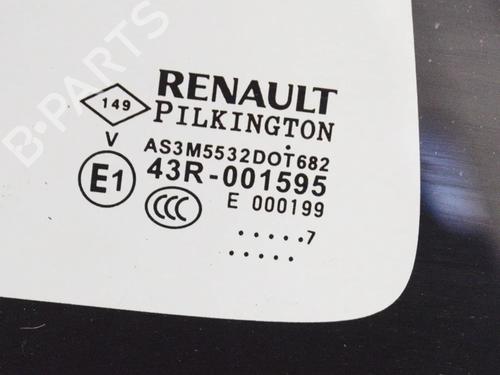 B-PARTS
RENAULT
149
PILKINGTON
V
AS3M5532DOT682
E1
43R-001595
CCC
E 000199
.....7
.....